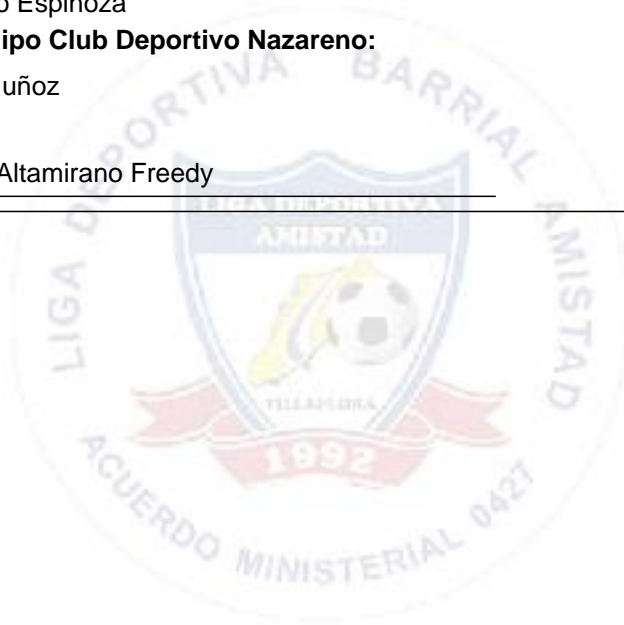 o Espinoza
ipo Club Deportivo Nazareno:
uñoz
Altamirano Freedy
LIGA DEPORTIVA BARRIAL AMISTAD
LIGA DEPORTIVA
AMISTAD
VILLAFLORA
1992
ACUERDO MINISTERIAL 0427